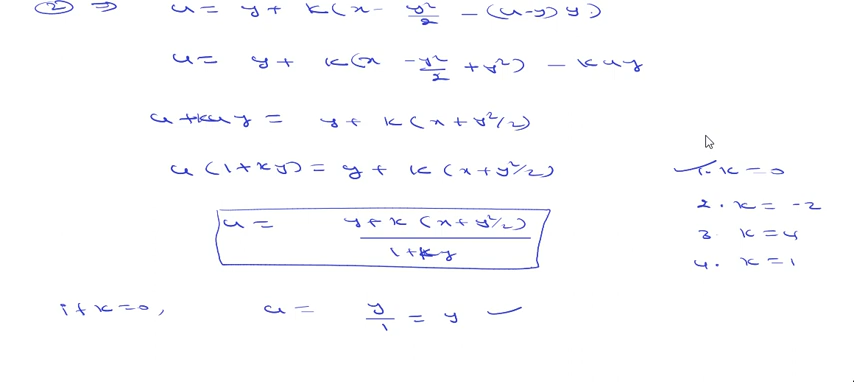 ② ⇒ u = y + k(x - y²/2 - (u-y) y.)
u = y + k(x - y²/2 + y²) - kuy
u + kuy = y + k(x + y²/2)
u(1+ky) = y + k(x + y²/2)
1. k = 0
2. k = -2
u = y + k(x + y²/2) / 1+ky
3 k = 4
4. k = 1
if k = 0, u = y/1 = y